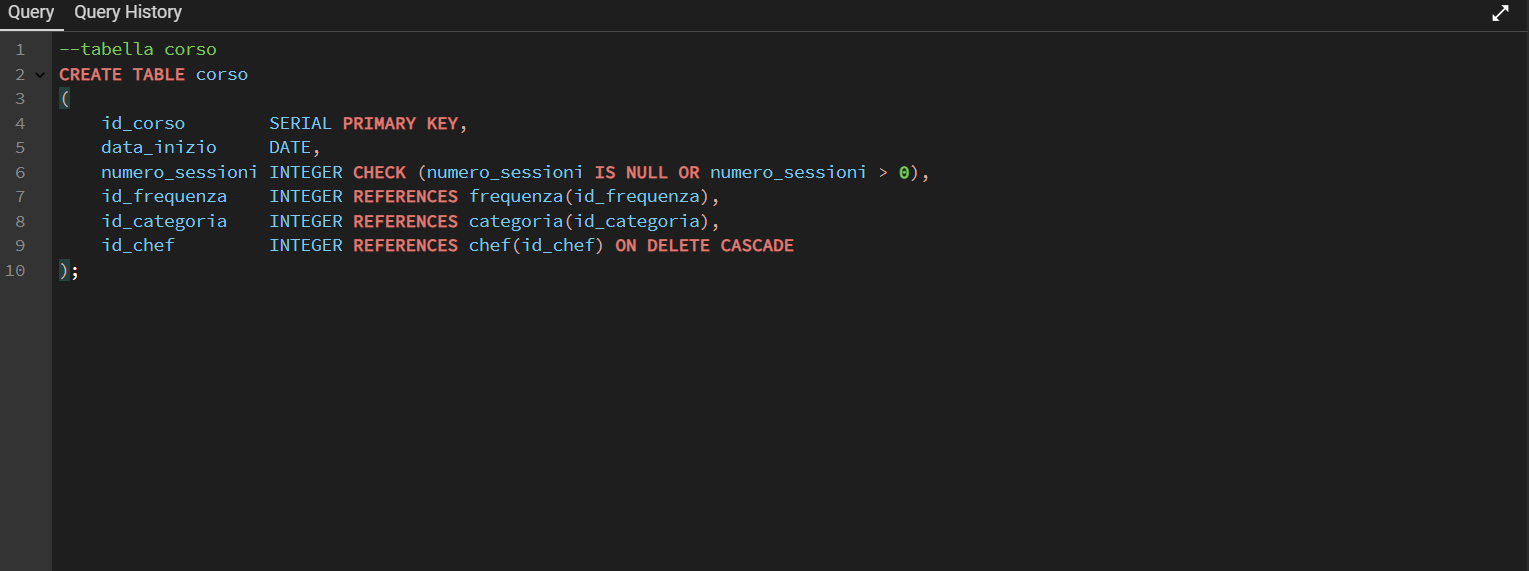 Query Query History
1 --tabella corso
2 CREATE TABLE corso
3 (
4 id_corso SERIAL PRIMARY KEY,
5 data_inizio DATE,
6 numero_sessioni INTEGER CHECK (numero_sessioni IS NULL OR numero_sessioni > 0),
7 id_frequenza INTEGER REFERENCES frequenza(id_frequenza),
8 id_categoria INTEGER REFERENCES categoria(id_categoria),
9 id_chef INTEGER REFERENCES chef(id_chef) ON DELETE CASCADE
10 );